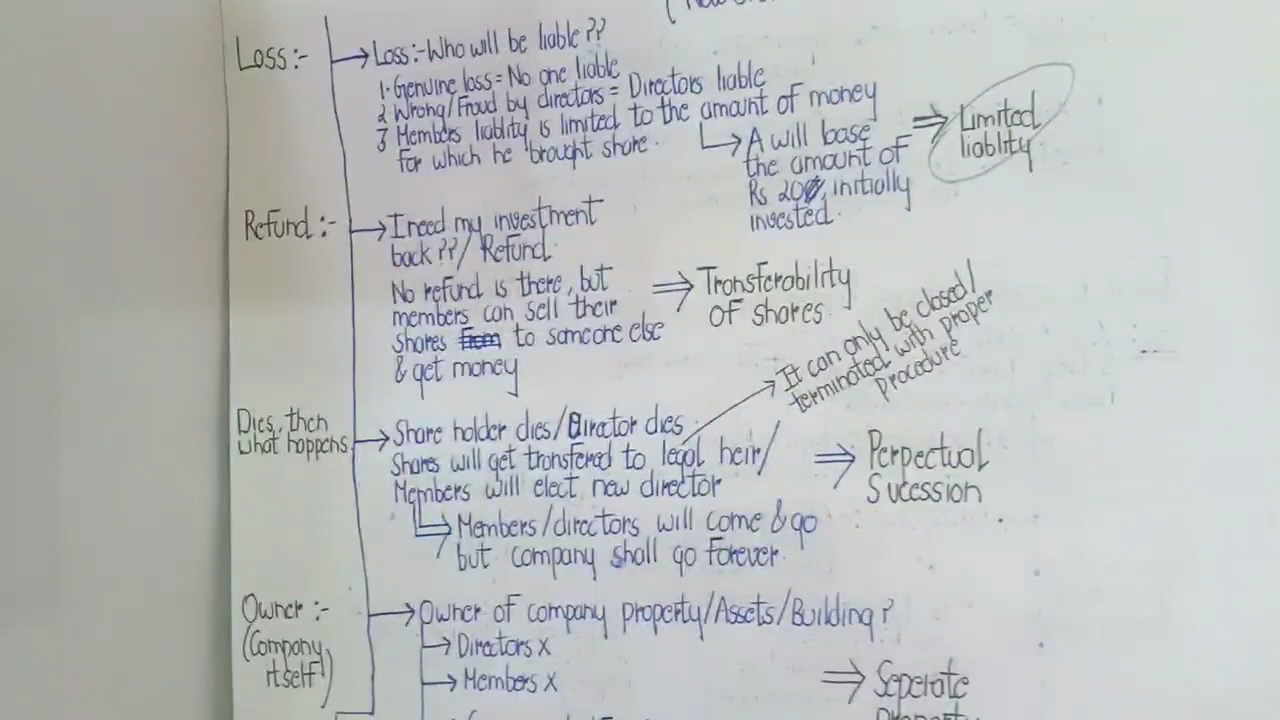 Loss:-
→ Loss:- Who will be liable??
1. Genuine loss = No one liable
2 Wrong/Fraud by directors = Directors liable
3 Members liablity is limited to the amount of money
for which he brought share.
→ A will lose
the amount of
Rs 200, initially
invested.
⇒ Limited
liablity
Refund :-
→ I need my investment
back??/ Refund.
No refund is there, but
members can sell their
shares from to someone else
& get money
⇒ Transferability
of shares.
→ It can only be closed/
terminated with proper
procedure
Dies, then
what happens
→ Share holder dies/Director dies
Shares will get transfered to legal heir/
Members will elect new director
⇒ Perpectual
Sucession
→ Members/directors will come & go
but company shall go forever.
Owner :-
(Company
itself)
→ Owner of company property/Assets/Building?
→ Directors x
→ Members x
⇒ Seperate